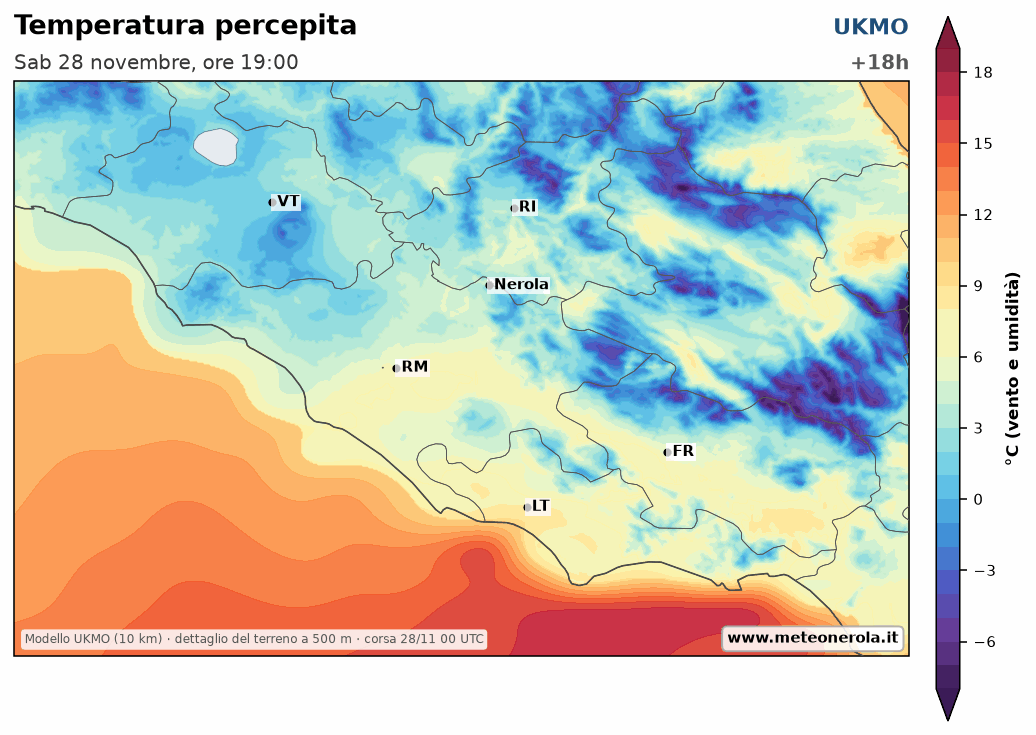 Temperatura percepita
UKMO
Sab 28 novembre, ore 19:00
+18h
VT
RI
Nerola
RM
FR
LT
Modello UKMO (10 km) · dettaglio del terreno a 500 m · corsa 28/11 00 UTC
www.meteonerola.it
18
15
12
9
6
3
0
−3
−6
°C (vento e umidità)